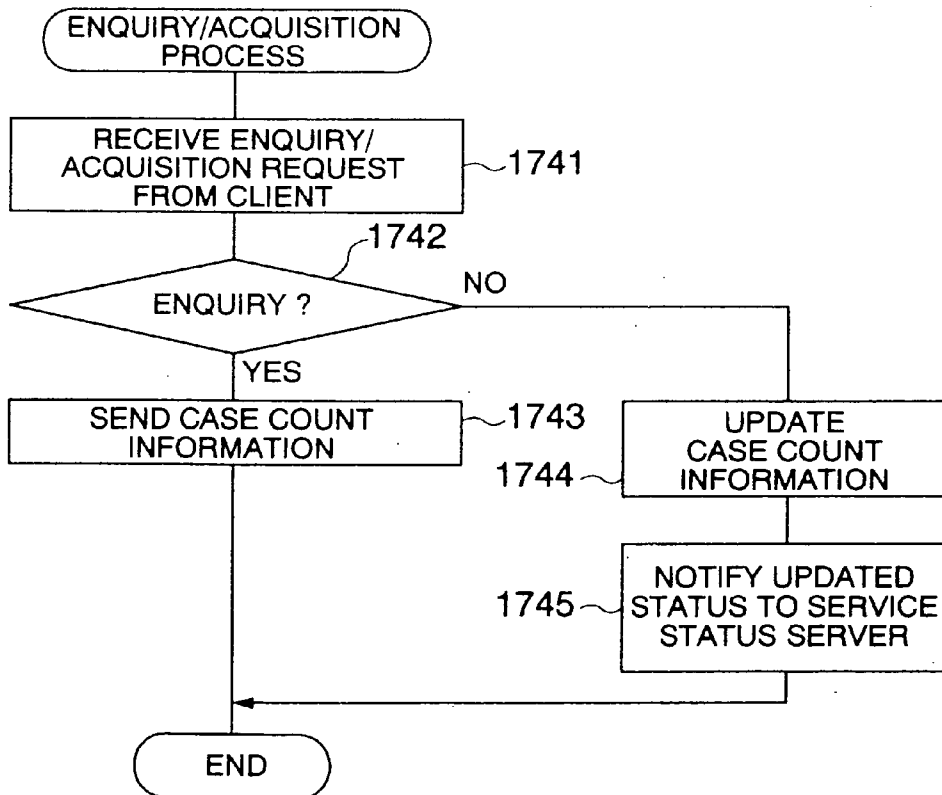 ENQUIRY/ACQUISITION
PROCESS
RECEIVE ENQUIRY/
ACQUISITION REQUEST
FROM CLIENT
1741
1742
ENQUIRY ?
NO
YES
SEND CASE COUNT
INFORMATION
1743
UPDATE
CASE COUNT
INFORMATION
1744
NOTIFY UPDATED
STATUS TO SERVICE
STATUS SERVER
1745
END